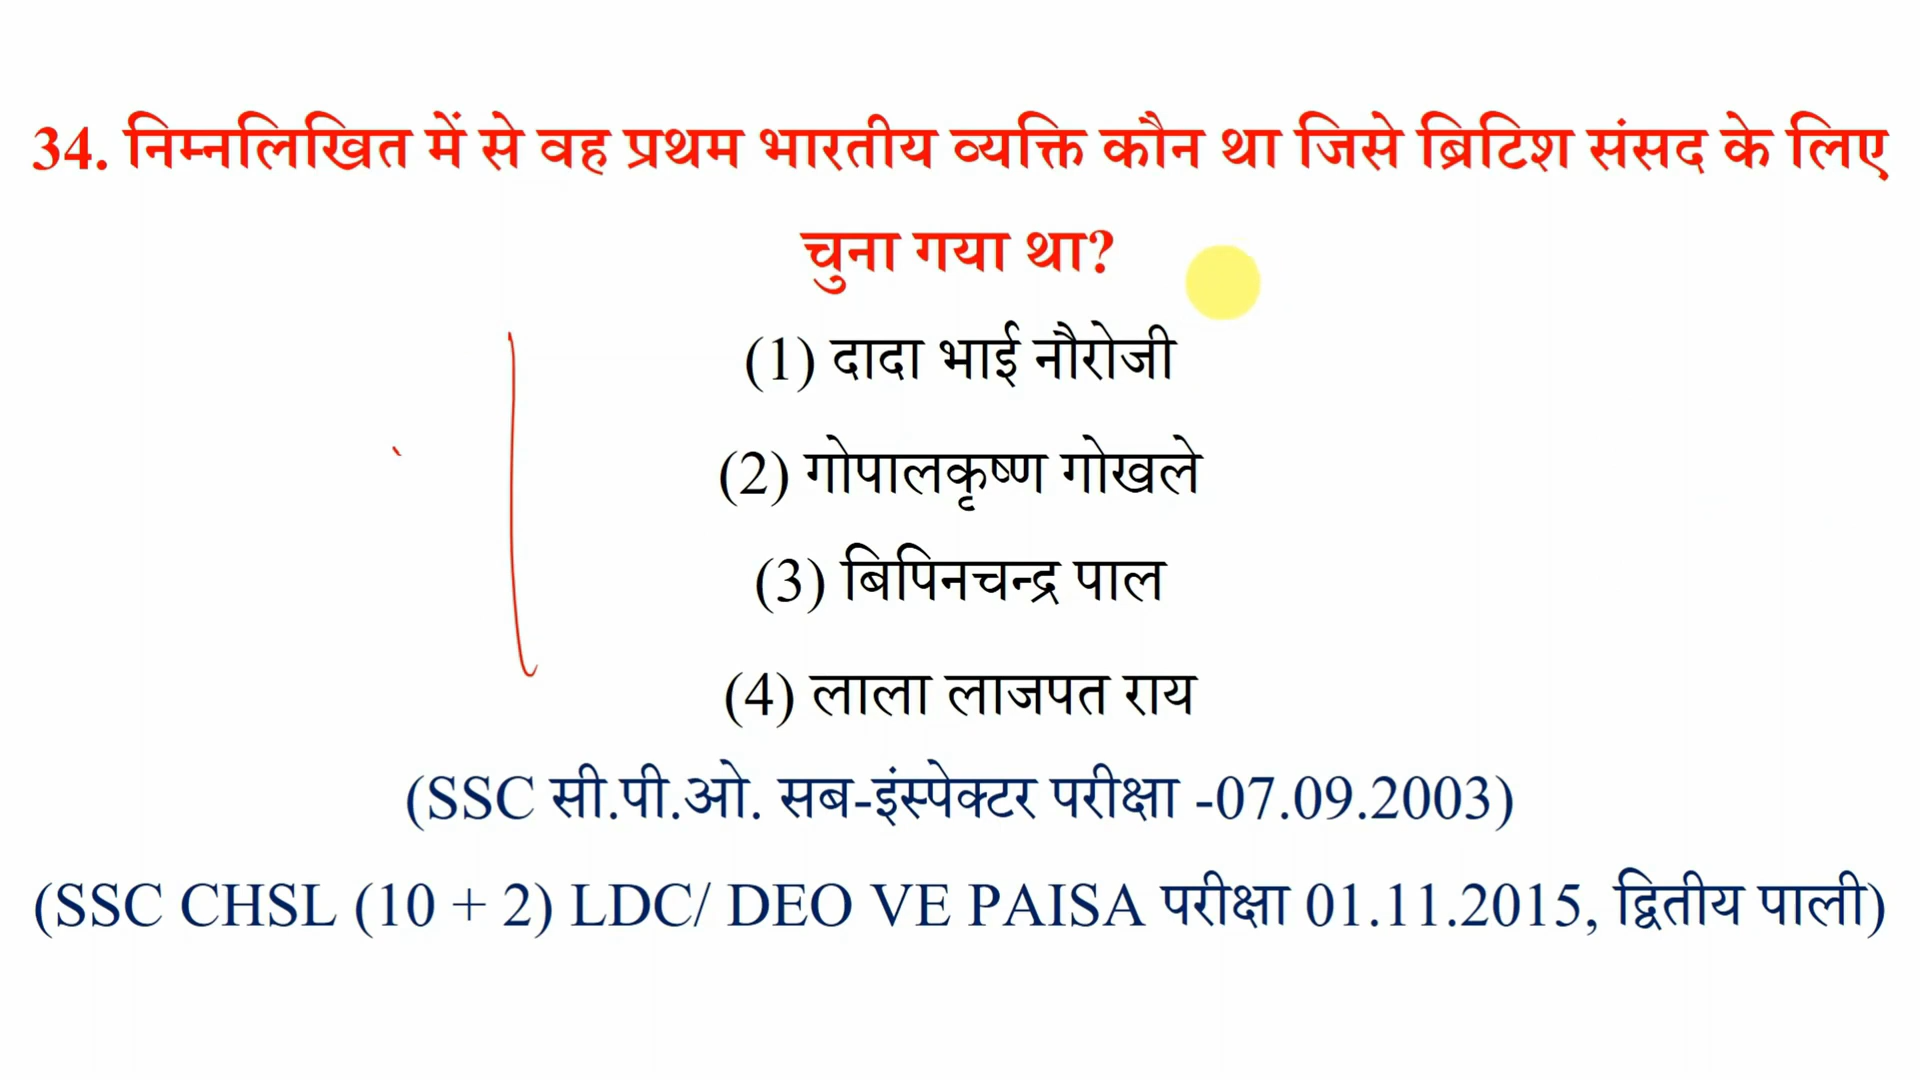 34. निम्नलिखित में से वह प्रथम भारतीय व्यक्ति कौन था जिसे ब्रिटिश संसद के लिए
चुना गया था?
(1) दादा भाई नौरोजी
(2) गोपालकृष्ण गोखले
(3) बिपिनचन्द्र पाल
(4) लाला लाजपत राय
(SSC सी.पी.ओ. सब-इंस्पेक्टर परीक्षा -07.09.2003)
(SSC CHSL (10 + 2) LDC/ DEO VE PAISA परीक्षा 01.11.2015, द्वितीय पाली)